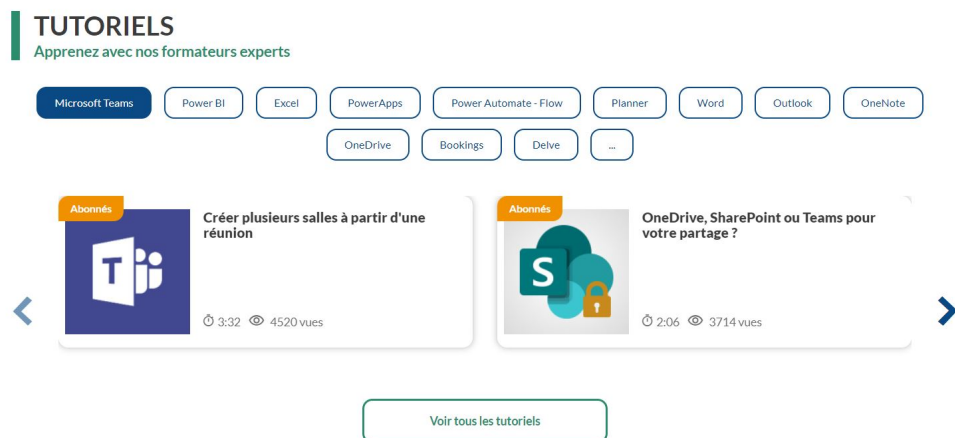 TUTORIELS
Apprenez avec nos formateurs experts
Microsoft Teams
Power BI
Excel
PowerApps
Power Automate - Flow
Planner
Word
Outlook
OneNote
OneDrive
Bookings
Delve
...
Abonnés
T
Créer plusieurs salles à partir d'une
réunion
3:32 4520 vues
Abonnés
S
OneDrive, SharePoint ou Teams pour
votre partage ?
2:06 3714 vues
Voir tous les tutoriels